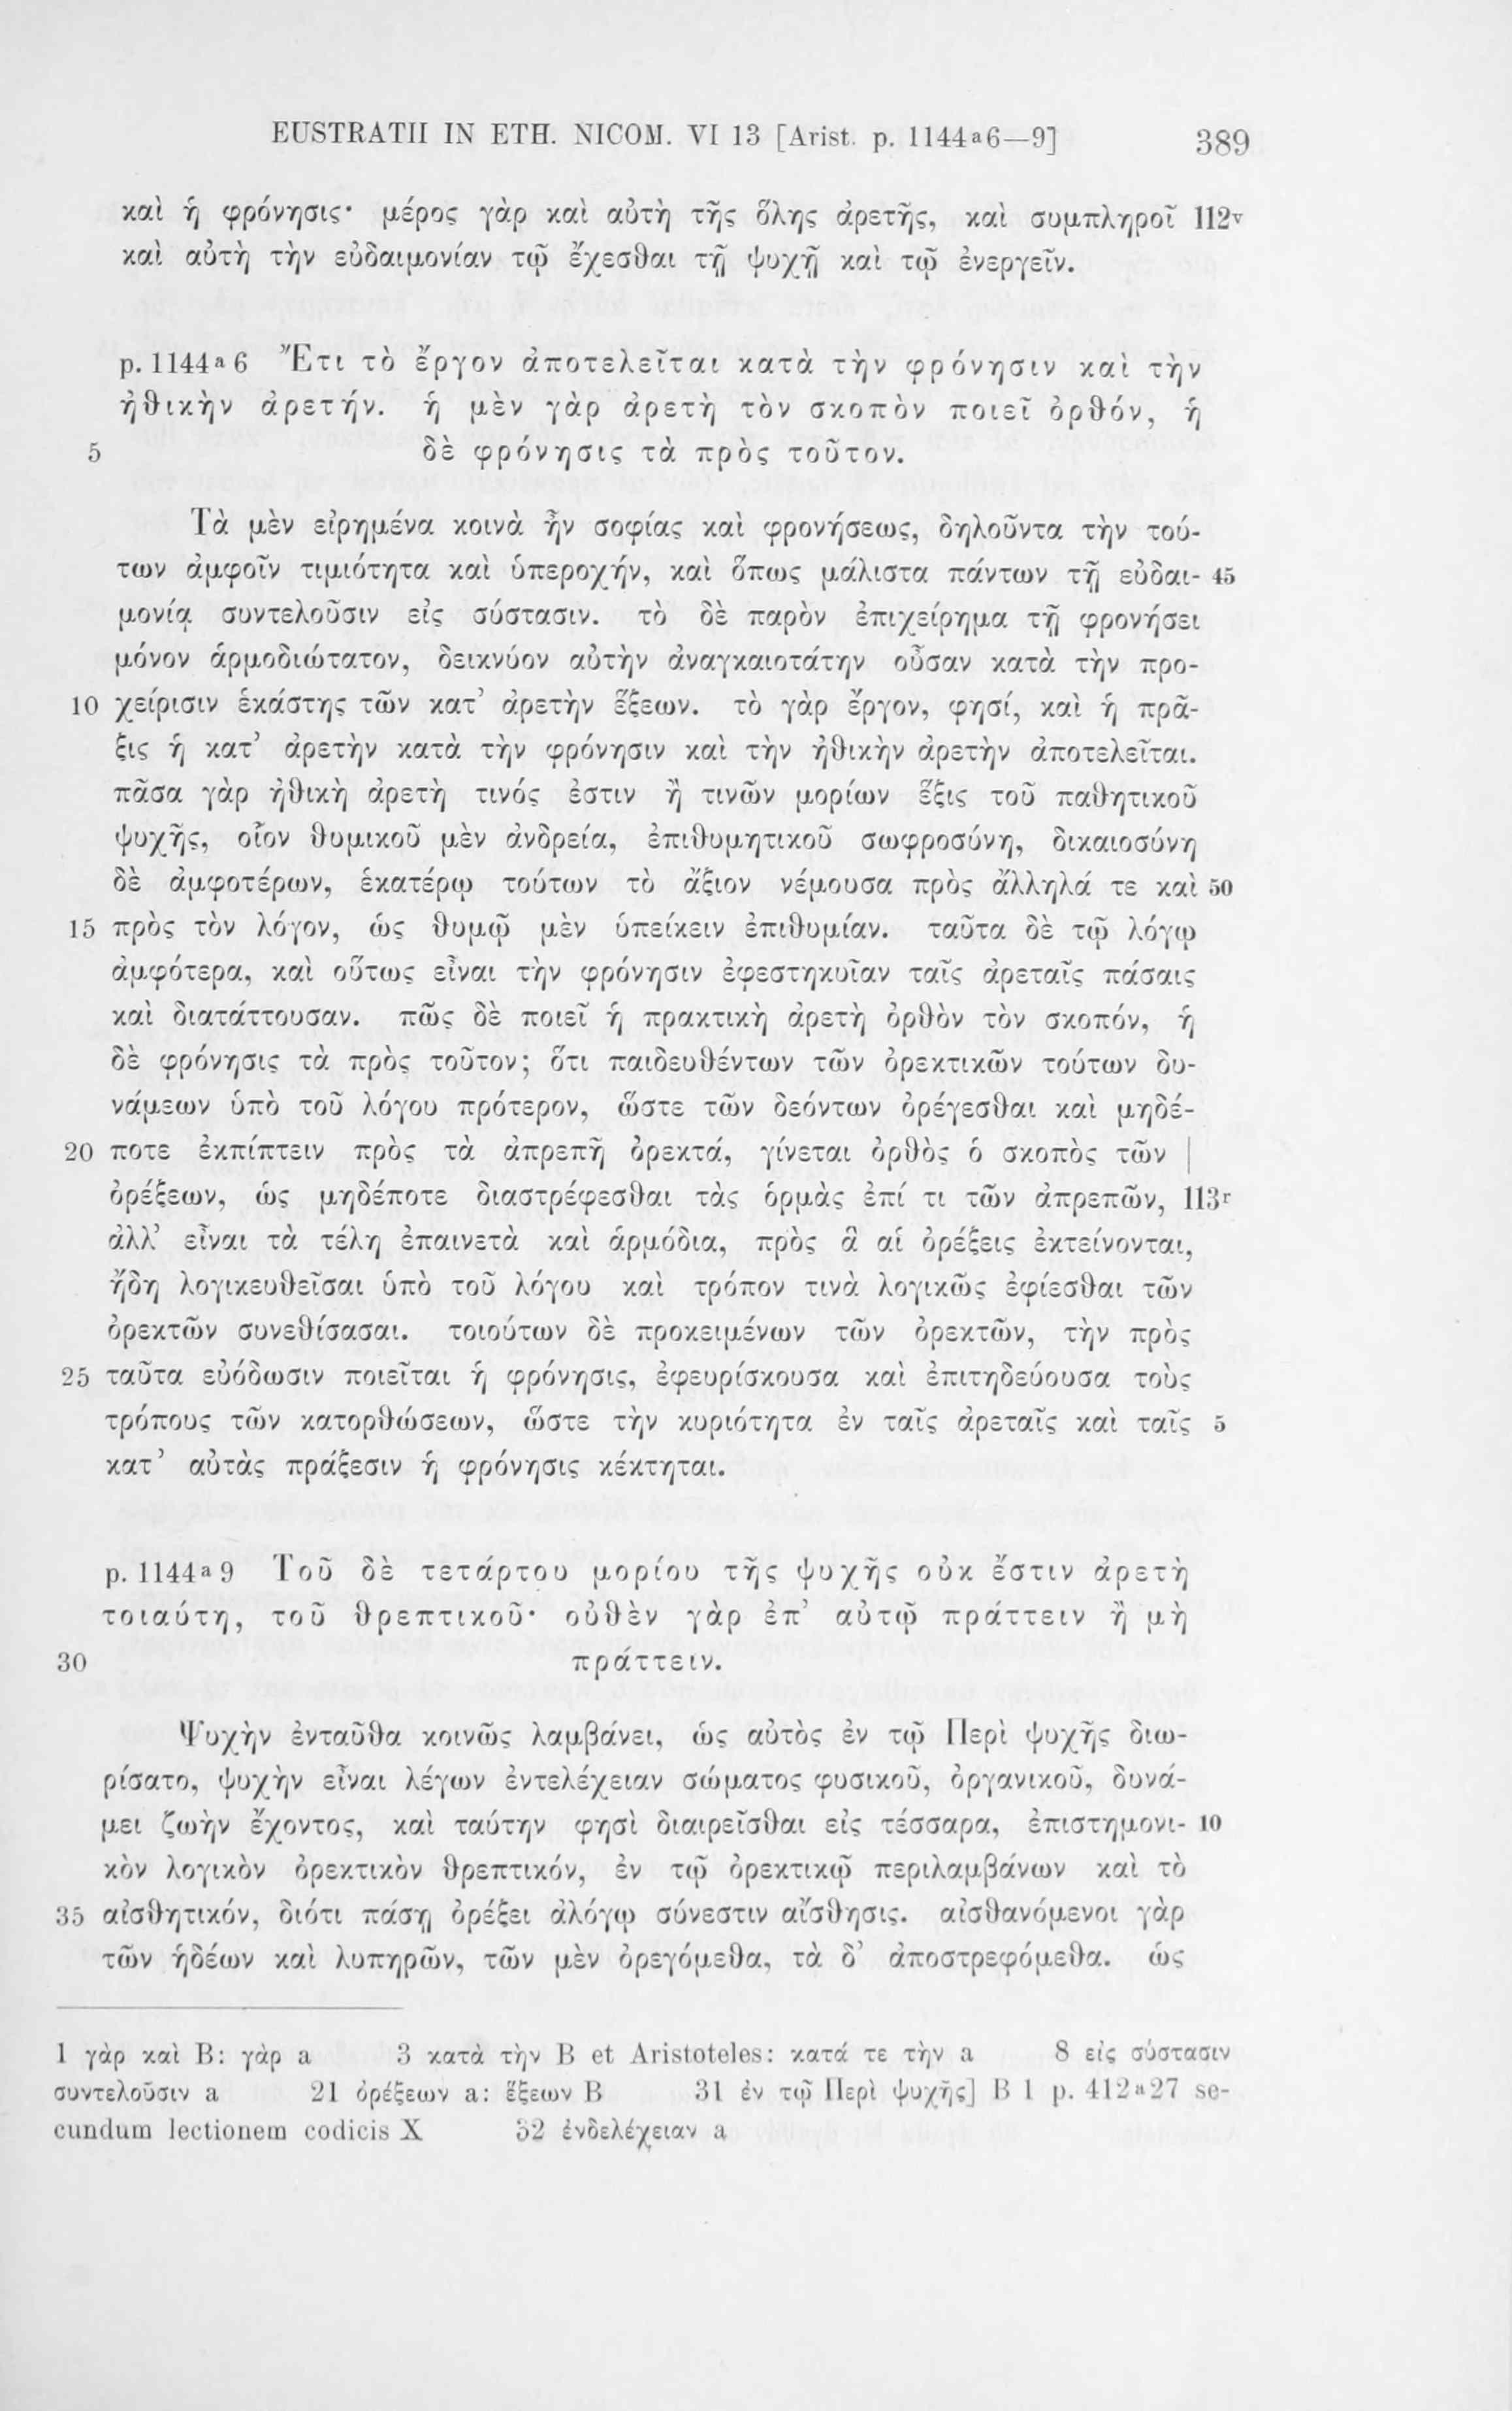 EUSTRATII IN ETH. NICOM. VI 13 [Arist. p. 1144a6—9] 389
καὶ ἡ φρόνησις· μέρος γὰρ καὶ αὐτὴ τῆς ὅλης ἀρετῆς, καὶ συμπληροῖ 112v
καὶ αὐτὴ τὴν εὐδαιμονίαν τῷ ἔχεσθαι τῇ ψυχῇ καὶ τῷ ἐνεργεῖν.
p. 1144a6 Ἔτι τὸ ἔργον ἀποτελεῖται κατὰ τὴν φρόνησιν καὶ τὴν
ἠθικὴν ἀρετήν. ἡ μὲν γὰρ ἀρετὴ τὸν σκοπὸν ποιεῖ ὀρθόν, ἡ
5 δὲ φρόνησις τὰ πρὸς τοῦτον.
Τὰ μὲν εἰρημένα κοινὰ ἦν σοφίας καὶ φρονήσεως, δηλοῦντα τὴν τού-
των ἀμφοῖν τιμιότητα καὶ ὑπεροχήν, καὶ ὅπως μάλιστα πάντων τῇ εὐδαι- 45
μονίᾳ συντελοῦσιν εἰς σύστασιν. τὸ δὲ παρὸν ἐπιχείρημα τῇ φρονήσει
μόνον ἁρμοδιώτατον, δεικνύον αὐτὴν ἀναγκαιοτάτην οὖσαν κατὰ τὴν προ-
10 χείρισιν ἑκάστης τῶν κατ’ ἀρετὴν ἕξεων. τὸ γὰρ ἔργον, φησί, καὶ ἡ πρᾶ-
ξις ἡ κατ’ ἀρετὴν κατὰ τὴν φρόνησιν καὶ τὴν ἠθικὴν ἀρετὴν ἀποτελεῖται.
πᾶσα γὰρ ἠθικὴ ἀρετὴ τινός ἐστιν ἢ τινῶν μορίων ἕξις τοῦ παθητικοῦ
ψυχῆς, οἷον θυμικοῦ μὲν ἀνδρεία, ἐπιθυμητικοῦ σωφροσύνη, δικαιοσύνη
δὲ ἀμφοτέρων, ἑκατέρῳ τούτων τὸ ἄξιον νέμουσα πρὸς ἄλληλά τε καὶ 50
15 πρὸς τὸν λόγον, ὡς θυμῷ μὲν ὑπείκειν ἐπιθυμίαν. ταῦτα δὲ τῷ λόγῳ
ἀμφότερα, καὶ οὕτως εἶναι τὴν φρόνησιν ἐφεστηκυῖαν ταῖς ἀρεταῖς πάσαις
καὶ διατάττουσαν. πῶς δὲ ποιεῖ ἡ πρακτικὴ ἀρετὴ ὀρθὸν τὸν σκοπόν, ἡ
δὲ φρόνησις τὰ πρὸς τοῦτον; ὅτι παιδευθέντων τῶν ὀρεκτικῶν τούτων δυ-
νάμεων ὑπὸ τοῦ λόγου πρότερον, ὥστε τῶν δεόντων ὀρέγεσθαι καὶ μηδέ-
20 ποτε ἐκπίπτειν πρὸς τὰ ἀπρεπῆ ὀρεκτά, γίνεται ὀρθὸς ὁ σκοπὸς τῶν |
ὀρέξεων, ὡς μηδέποτε διαστρέφεσθαι τὰς ὁρμὰς ἐπί τι τῶν ἀπρεπῶν, 113r
ἀλλ’ εἶναι τὰ τέλη ἐπαινετὰ καὶ ἁρμόδια, πρὸς ἃ αἱ ὀρέξεις ἐκτείνονται,
ἤδη λογικευθεῖσαι ὑπὸ τοῦ λόγου καὶ τρόπον τινὰ λογικῶς ἐφίεσθαι τῶν
ὀρεκτῶν συνεθίσασαι. τοιούτων δὲ προκειμένων τῶν ὀρεκτῶν, τὴν πρὸς
25 ταῦτα εὐόδωσιν ποιεῖται ἡ φρόνησις, ἐφευρίσκουσα καὶ ἐπιτηδεύουσα τοὺς
τρόπους τῶν κατορθώσεων, ὥστε τὴν κυριότητα ἐν ταῖς ἀρεταῖς καὶ ταῖς 5
κατ’ αὐτὰς πράξεσιν ἡ φρόνησις κέκτηται.
p. 1144a9 Τοῦ δὲ τετάρτου μορίου τῆς ψυχῆς οὐκ ἔστιν ἀρετὴ
τοιαύτη, τοῦ θρεπτικοῦ· οὐθὲν γὰρ ἐπ’ αὐτῷ πράττειν ἢ μὴ
30 πράττειν.
Ψυχὴν ἐνταῦθα κοινῶς λαμβάνει, ὡς αὐτὸς ἐν τῷ Περὶ ψυχῆς διω-
ρίσατο, ψυχὴν εἶναι λέγων ἐντελέχειαν σώματος φυσικοῦ, ὀργανικοῦ, δυνά-
μει ζωὴν ἔχοντος, καὶ ταύτην φησὶ διαιρεῖσθαι εἰς τέσσαρα, ἐπιστημονι- 10
κὸν λογικὸν ὀρεκτικὸν θρεπτικόν, ἐν τῷ ὀρεκτικῷ περιλαμβάνων καὶ τὸ
35 αἰσθητικόν, διότι πάσῃ ὀρέξει ἀλόγῳ σύνεστιν αἴσθησις. αἰσθανόμενοι γὰρ
τῶν ἡδέων καὶ λυπηρῶν, τῶν μὲν ὀρεγόμεθα, τὰ δ’ ἀποστρεφόμεθα. ὡς
1 γὰρ καὶ B: γὰρ a 3 κατὰ τὴν B et Aristoteles: κατά τε τὴν a 8 εἰς σύστασιν
συντελοῦσιν a 21 ὀρέξεων a: ἕξεων B 31 ἐν τῷ Περὶ ψυχῆς] B 1 p. 412a27 se-
cundum lectionem codicis X 32 ἐνδελέχειαν a